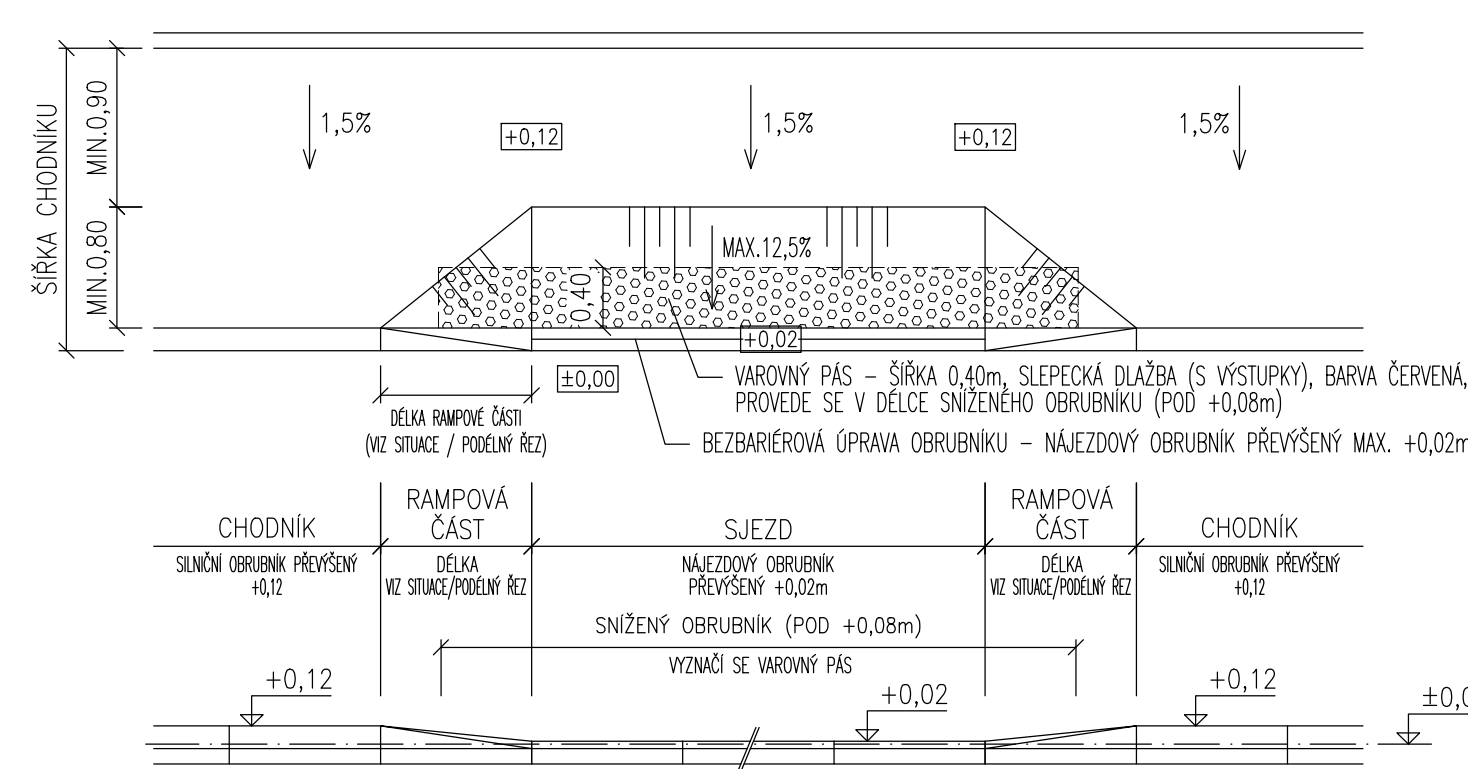 ŠÍŘKA CHODNÍKU
MIN.0,90
MIN.0,80
1,5%
+0,12
1,5%
+0,12
1,5%
MAX.12,5%
0,40
+0,02
±0,00
VAROVNÝ PÁS – ŠÍŘKA 0,40m, SLEPECKÁ DLAŽBA (S VÝSTUPKY), BARVA ČERVENÁ,
PROVEDE SE V DÉLCE SNÍŽENÉHO OBRUBNÍKU (POD +0,08m)
BEZBARIÉROVÁ ÚPRAVA OBRUBNÍKU – NÁJEZDOVÝ OBRUBNÍK PŘEVÝŠENÝ MAX. +0,02m
DÉLKA RAMPOVÉ ČÁSTI
(VIZ SITUACE / PODÉLNÝ ŘEZ)
CHODNÍK
SILNIČNÍ OBRUBNÍK PŘEVÝŠENÝ
+0,12
RAMPOVÁ
ČÁST
DÉLKA
VIZ SITUACE/PODÉLNÝ ŘEZ
SJEZD
NÁJEZDOVÝ OBRUBNÍK
PŘEVÝŠENÝ +0,02m
RAMPOVÁ
ČÁST
DÉLKA
VIZ SITUACE/PODÉLNÝ ŘEZ
CHODNÍK
SILNIČNÍ OBRUBNÍK PŘEVÝŠENÝ
+0,12
SNÍŽENÝ OBRUBNÍK (POD +0,08m)
VYZNAČÍ SE VAROVNÝ PÁS
+0,12
+0,02
+0,12